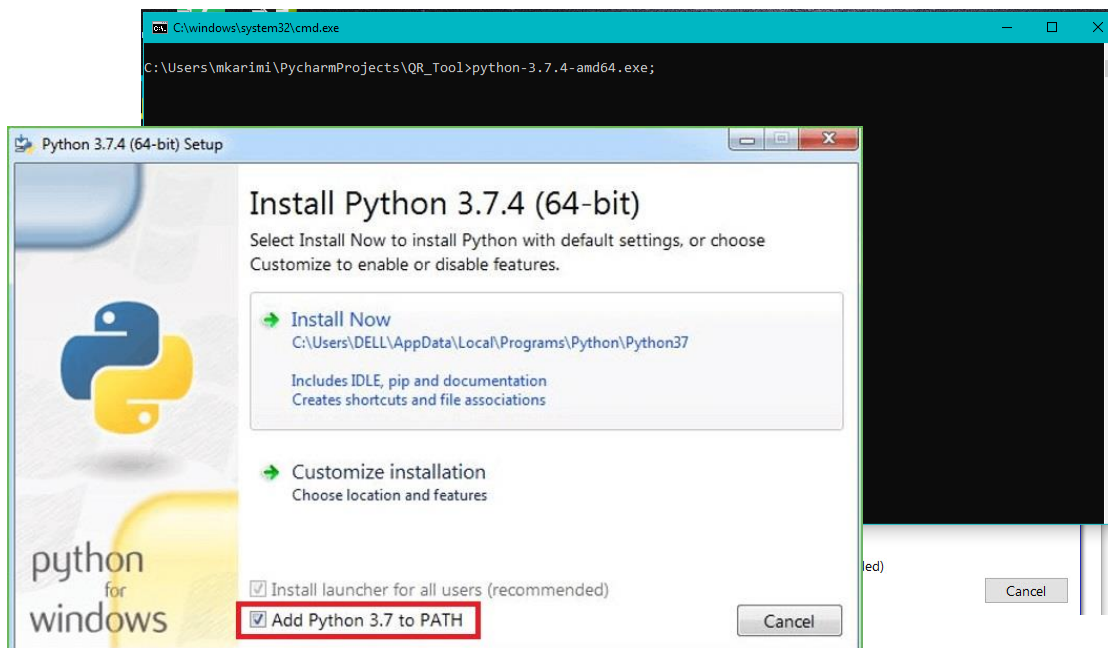 C:\windows\system32\cmd.exe
C:\Users\mkarimi\PycharmProjects\QR_Tool>python-3.7.4-amd64.exe;
Python 3.7.4 (64-bit) Setup
Install Python 3.7.4 (64-bit)
Select Install Now to install Python with default settings, or choose
Customize to enable or disable features.
Install Now
C:\Users\DELL\AppData\Local\Programs\Python\Python37
Includes IDLE, pip and documentation
Creates shortcuts and file associations
Customize installation
Choose location and features
python
for
windows
Install launcher for all users (recommended)
Add Python 3.7 to PATH
Cancel
led)
Cancel